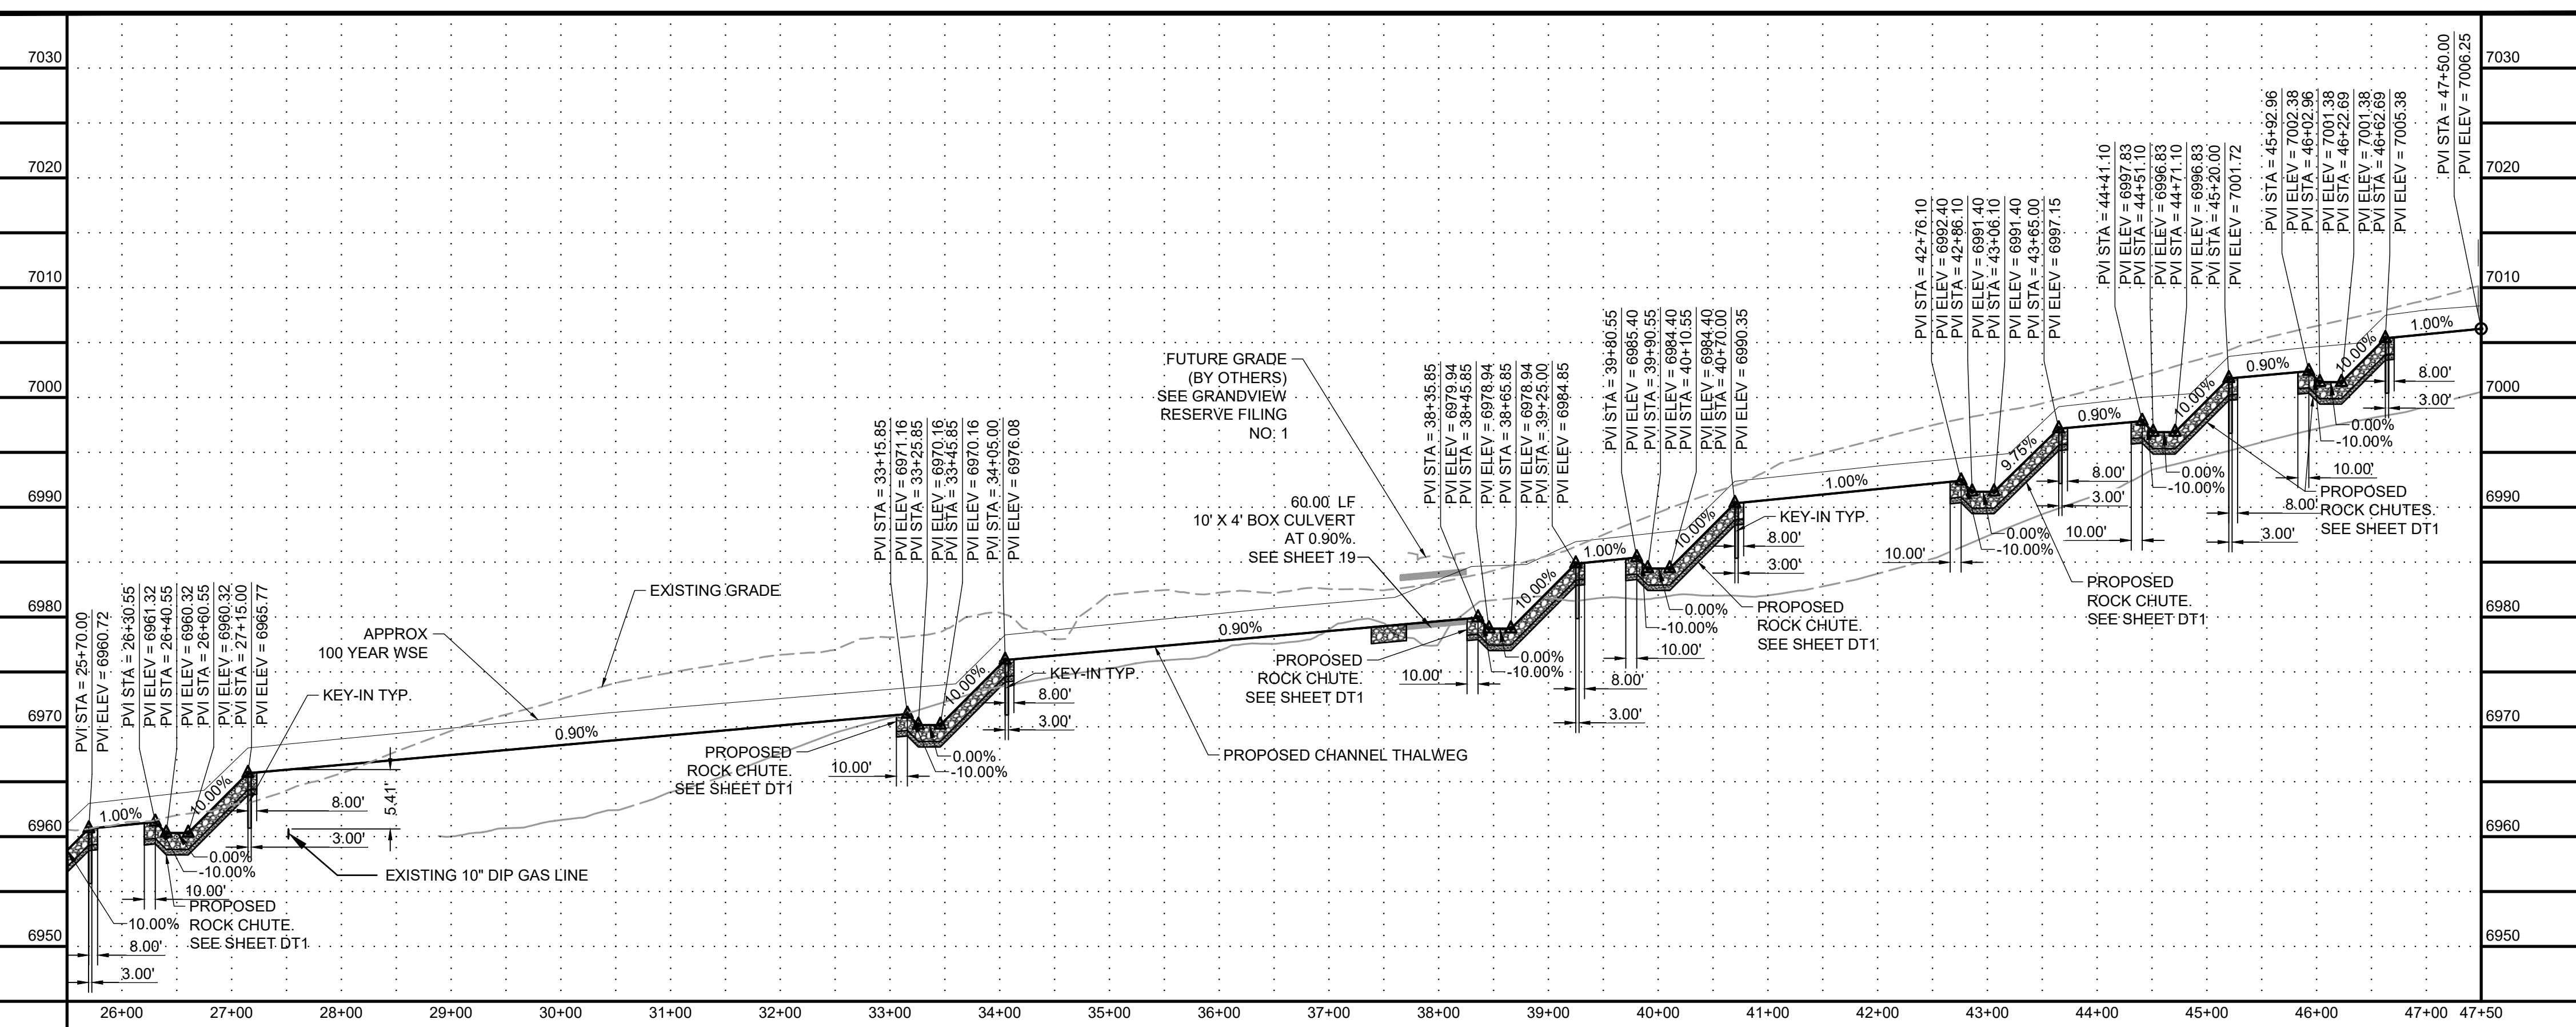 7030
7020
7010
7000
6990
6980
6970
6960
6950
7030
7020
7010
7000
6990
6980
6970
6960
6950
PVI STA = 25+70.00
PVI ELEV = 6960.72
PVI STA = 26+30.55
PVI ELEV = 6961.32
PVI STA = 26+40.55
PVI ELEV = 6960.32
PVI STA = 26+60.55
PVI ELEV = 6960.32
PVI STA = 27+15.00
PVI ELEV = 6965.77
KEY-IN TYP.
1.00%
10.00%
8.00'
3.00'
5.41'
0.00%
-10.00%
10.00'
PROPOSED
ROCK CHUTE.
SEE SHEET DT1
10.00%
8.00'
3.00'
EXISTING 10" DIP GAS LINE
APPROX
100 YEAR WSE
EXISTING GRADE
0.90%
PVI STA = 33+15.85
PVI ELEV = 6971.16
PVI STA = 33+25.85
PVI ELEV = 6970.16
PVI STA = 33+45.85
PVI ELEV = 6970.16
PVI STA = 34+05.00
PVI ELEV = 6976.08
10.00%
KEY-IN TYP.
8.00'
3.00'
0.00%
-10.00%
10.00'
PROPOSED
ROCK CHUTE.
SEE SHEET DT1
PROPOSED CHANNEL THALWEG
0.90%
FUTURE GRADE
(BY OTHERS)
SEE GRANDVIEW
RESERVE FILING
NO. 1
60.00 LF
10' X 4' BOX CULVERT
AT 0.90%.
SEE SHEET 19
PVI STA = 38+35.85
PVI ELEV = 6979.94
PVI STA = 38+45.85
PVI ELEV = 6978.94
PVI STA = 38+65.85
PVI ELEV = 6978.94
PVI STA = 39+25.00
PVI ELEV = 6984.85
10.00%
0.00%
-10.00%
8.00'
3.00'
10.00'
PROPOSED
ROCK CHUTE.
SEE SHEET DT1
1.00%
PVI STA = 39+80.55
PVI ELEV = 6985.40
PVI STA = 39+90.55
PVI ELEV = 6984.40
PVI STA = 40+10.55
PVI ELEV = 6984.40
PVI STA = 40+70.00
PVI ELEV = 6990.35
10.00%
KEY-IN TYP.
8.00'
3.00'
0.00%
-10.00%
10.00'
PROPOSED
ROCK CHUTE.
SEE SHEET DT1
1.00%
PVI STA = 42+76.10
PVI ELEV = 6992.40
PVI STA = 42+86.10
PVI ELEV = 6991.40
PVI STA = 43+06.10
PVI ELEV = 6991.40
PVI STA = 43+65.00
PVI ELEV = 6997.15
9.75%
8.00'
3.00'
0.00%
-10.00%
10.00'
PROPOSED
ROCK CHUTE.
SEE SHEET DT1
0.90%
PVI STA = 44+41.10
PVI ELEV = 6997.83
PVI STA = 44+51.10
PVI ELEV = 6996.83
PVI STA = 44+71.10
PVI ELEV = 6996.83
PVI STA = 45+20.00
PVI ELEV = 7001.72
10.00%
0.00%
-10.00%
10.00'
8.00'
3.00'
0.90%
PVI STA = 45+92.96
PVI ELEV = 7002.38
PVI STA = 46+02.96
PVI ELEV = 7001.38
PVI STA = 46+22.69
PVI ELEV = 7001.38
PVI STA = 46+62.69
PVI ELEV = 7005.38
10.00%
8.00'
3.00'
0.00%
-10.00%
10.00'
PROPOSED
ROCK CHUTES.
SEE SHEET DT1
1.00%
PVI STA = 47+50.00
PVI ELEV = 7006.25
26+00
27+00
28+00
29+00
30+00
31+00
32+00
33+00
34+00
35+00
36+00
37+00
38+00
39+00
40+00
41+00
42+00
43+00
44+00
45+00
46+00
47+00
47+50